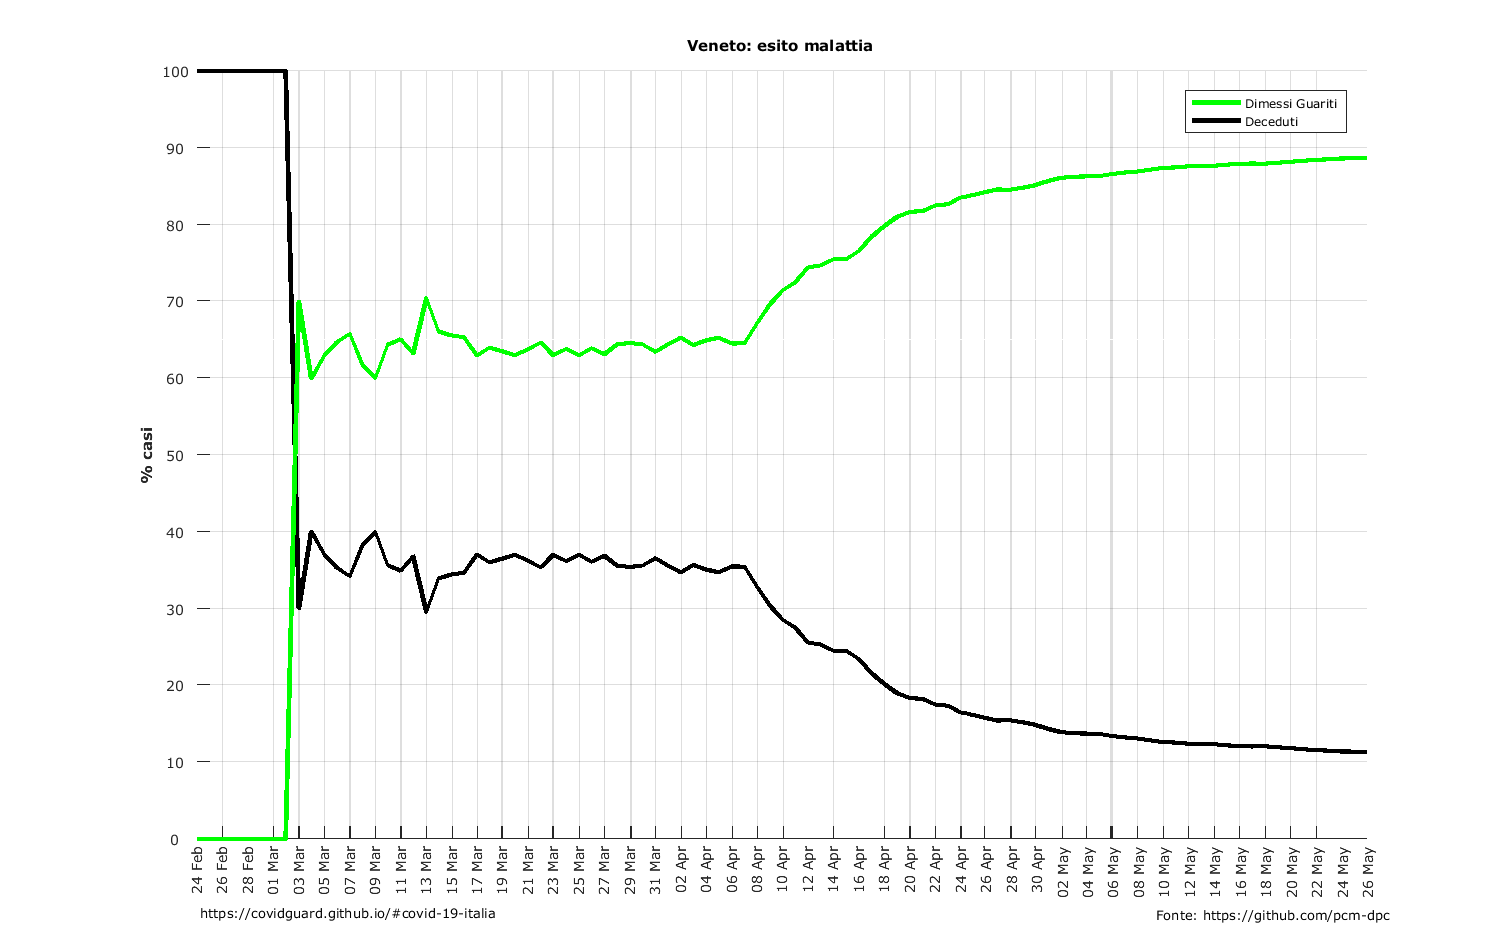 Veneto: esito malattia
Dimessi Guariti
Deceduti
% casi
100
90
80
70
60
50
40
30
20
10
0
24 Feb
26 Feb
28 Feb
01 Mar
03 Mar
05 Mar
07 Mar
09 Mar
11 Mar
13 Mar
15 Mar
17 Mar
19 Mar
21 Mar
23 Mar
25 Mar
27 Mar
29 Mar
31 Mar
02 Apr
04 Apr
06 Apr
08 Apr
10 Apr
12 Apr
14 Apr
16 Apr
18 Apr
20 Apr
22 Apr
24 Apr
26 Apr
28 Apr
30 Apr
02 May
04 May
06 May
08 May
10 May
12 May
14 May
16 May
18 May
20 May
22 May
24 May
26 May
https://covidguard.github.io/#covid-19-italia
Fonte: https://github.com/pcm-dpc